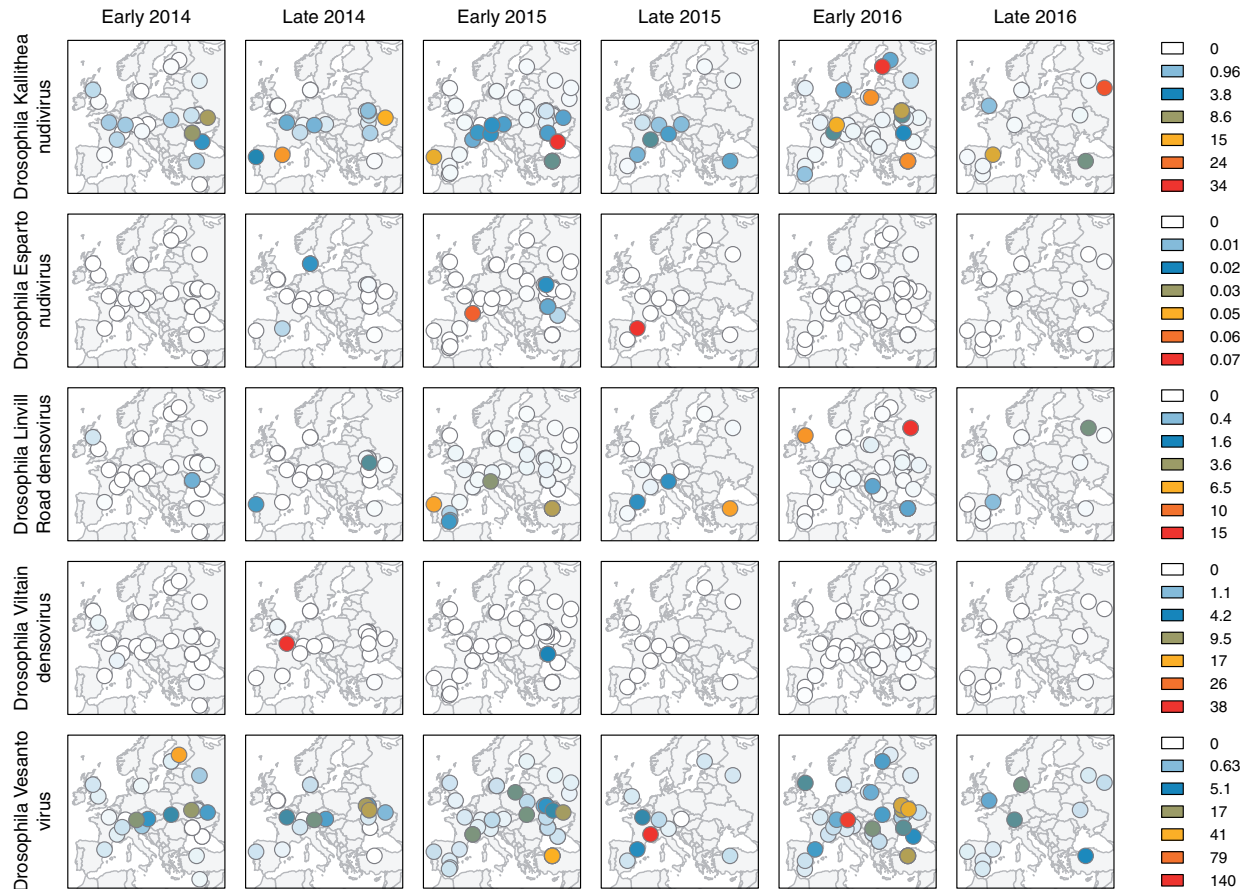 Early 2014
Late 2014
Early 2015
Late 2015
Early 2016
Late 2016
Drosophila Kallithea
nudivirus
0
0.96
3.8
8.6
15
24
34
Drosophila Esparto
nudivirus
0
0.01
0.02
0.03
0.05
0.06
0.07
Drosophila Linvill
Road densovirus
0
0.4
1.6
3.6
6.5
10
15
Drosophila Viltain
densovirus
0
1.1
4.2
9.5
17
26
38
Drosophila Vesanto
virus
0
0.63
5.1
17
41
79
140